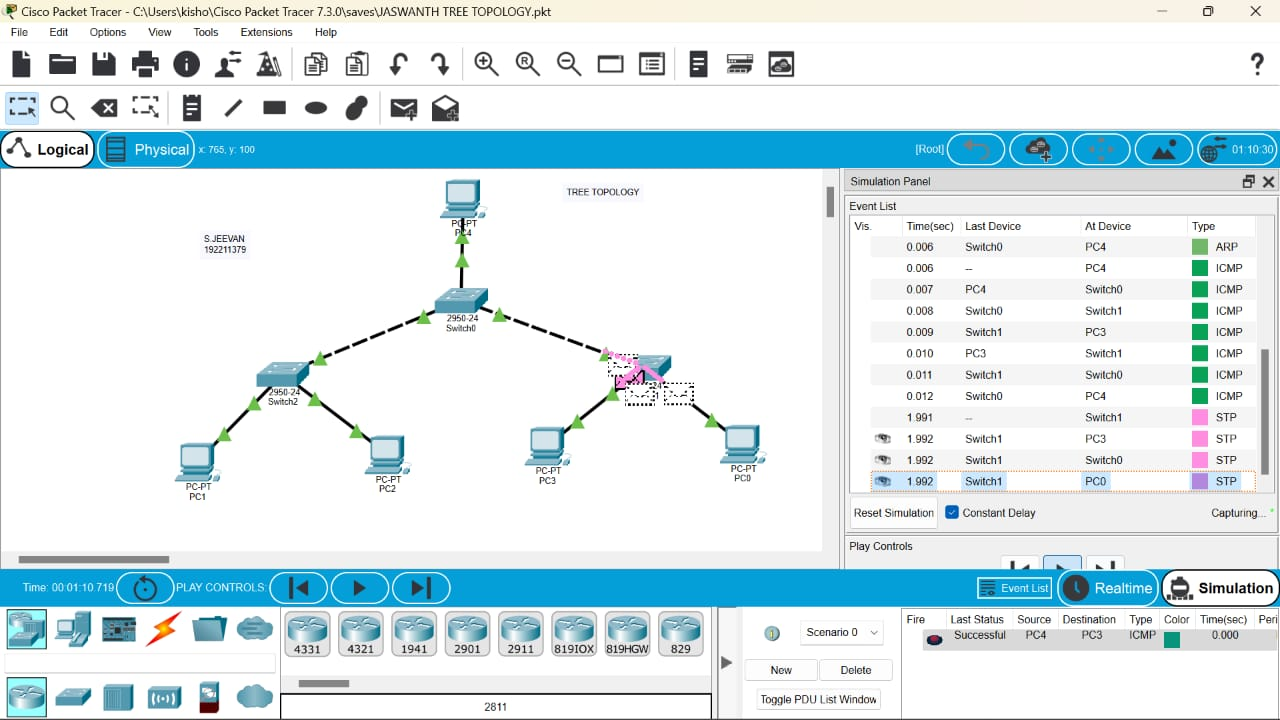 Cisco Packet Tracer - C:\Users\kisho\Cisco Packet Tracer 7.3.0\saves\JASWANTH TREE TOPOLOGY.pkt
File Edit Options View Tools Extensions Help
Logical Physical x: 765, y: 100 [Root] 01:10:30
TREE TOPOLOGY
S.JEEVAN
192211379
PC-PT
PC4
2950-24
Switch0
2950-24
Switch2
24
PC-PT
PC1
PC-PT
PC2
PC-PT
PC3
PC-PT
PC0
Simulation Panel
Event List
Vis. Time(sec) Last Device At Device Type
0.006 Switch0 PC4 ARP
0.006 -- PC4 ICMP
0.007 PC4 Switch0 ICMP
0.008 Switch0 Switch1 ICMP
0.009 Switch1 PC3 ICMP
0.010 PC3 Switch1 ICMP
0.011 Switch1 Switch0 ICMP
0.012 Switch0 PC4 ICMP
1.991 -- Switch1 STP
1.992 Switch1 PC3 STP
1.992 Switch1 Switch0 STP
1.992 Switch1 PC0 STP
Reset Simulation Constant Delay Capturing...
Play Controls
Time: 00:01:10.719 PLAY CONTROLS: Event List Realtime Simulation
4331 4321 1941 2901 2911 819IOX 819HGW 829
2811
Scenario 0
New Delete
Toggle PDU List Window
Fire Last Status Source Destination Type Color Time(sec) Peri
Successful PC4 PC3 ICMP 0.000